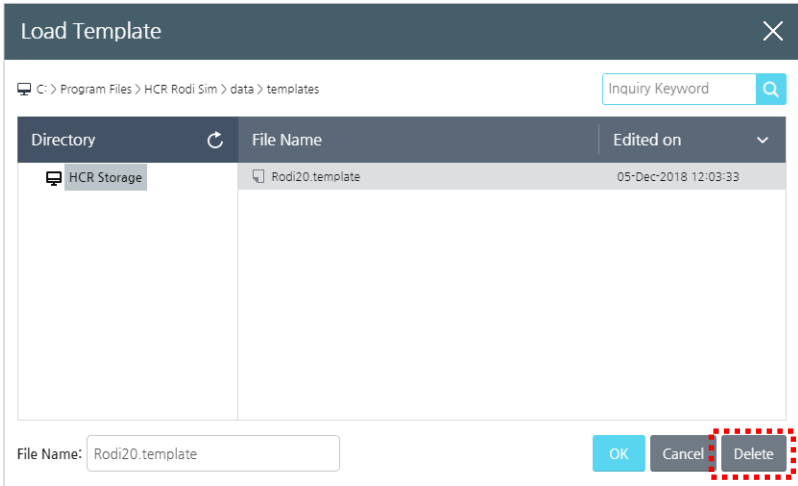 Load Template
C: > Program Files > HCR Rodi Sim > data > templates
Inquiry Keyword
Directory File Name Edited on
HCR Storage Rodi20.template 05-Dec-2018 12:03:33
File Name: Rodi20.template OK Cancel Delete